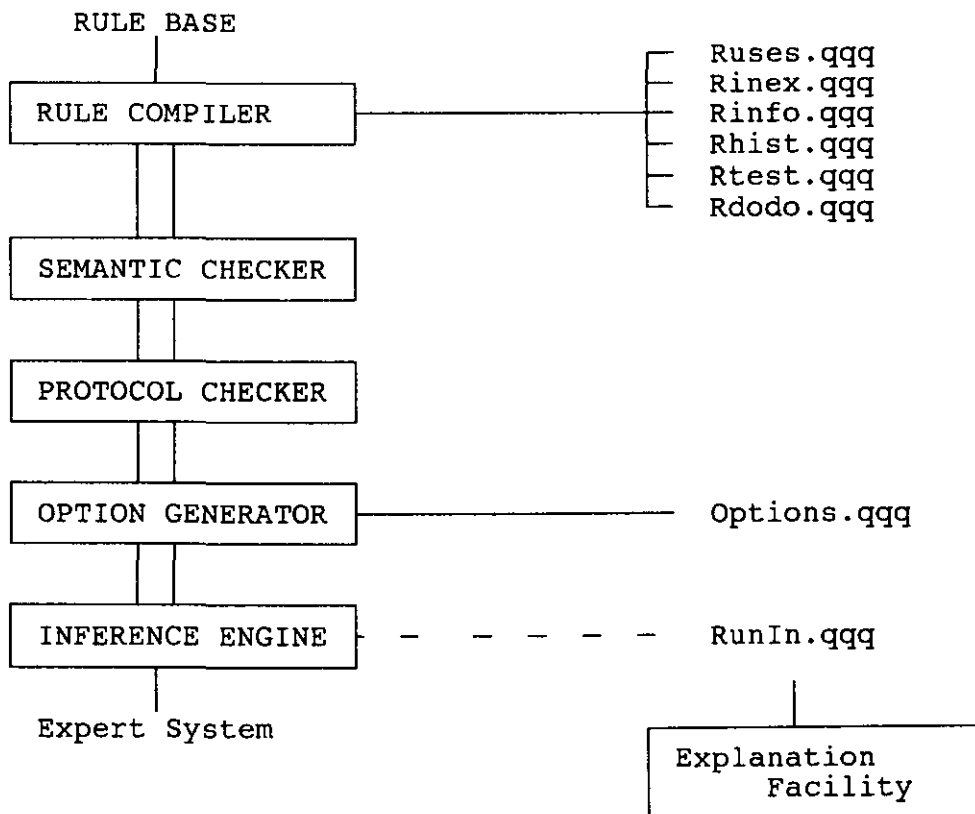 RULE BASE
RULE COMPILER
Ruses.qqq
Rinex.qqq
Rinfo.qqq
Rhist.qqq
Rtest.qqq
Rdodo.qqq
SEMANTIC CHECKER
PROTOCOL CHECKER
OPTION GENERATOR
Options.qqq
INFERENCE ENGINE
RunIn.qqq
Expert System
Explanation
Facility